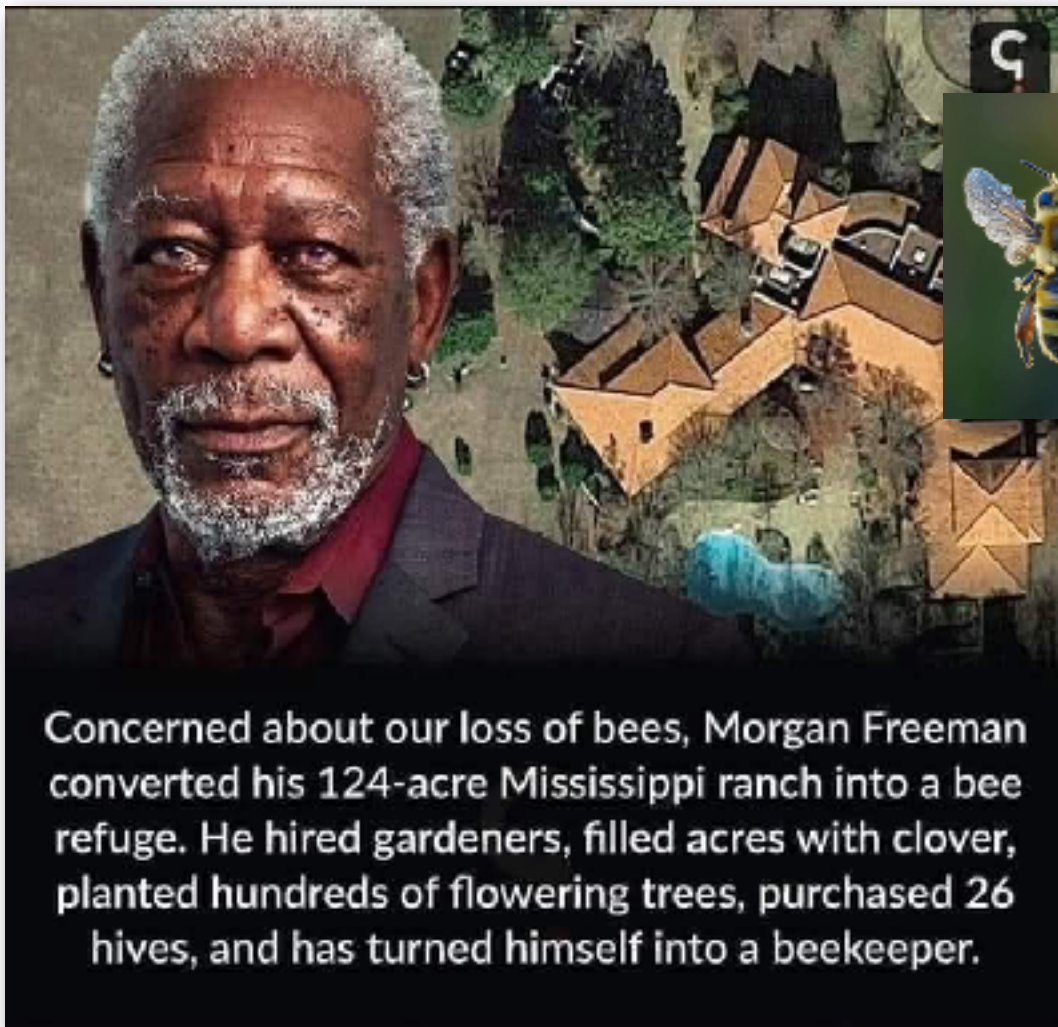 Concerned about our loss of bees, Morgan Freeman
converted his 124-acre Mississippi ranch into a bee
refuge. He hired gardeners, filled acres with clover,
planted hundreds of flowering trees, purchased 26
hives, and has turned himself into a beekeeper.